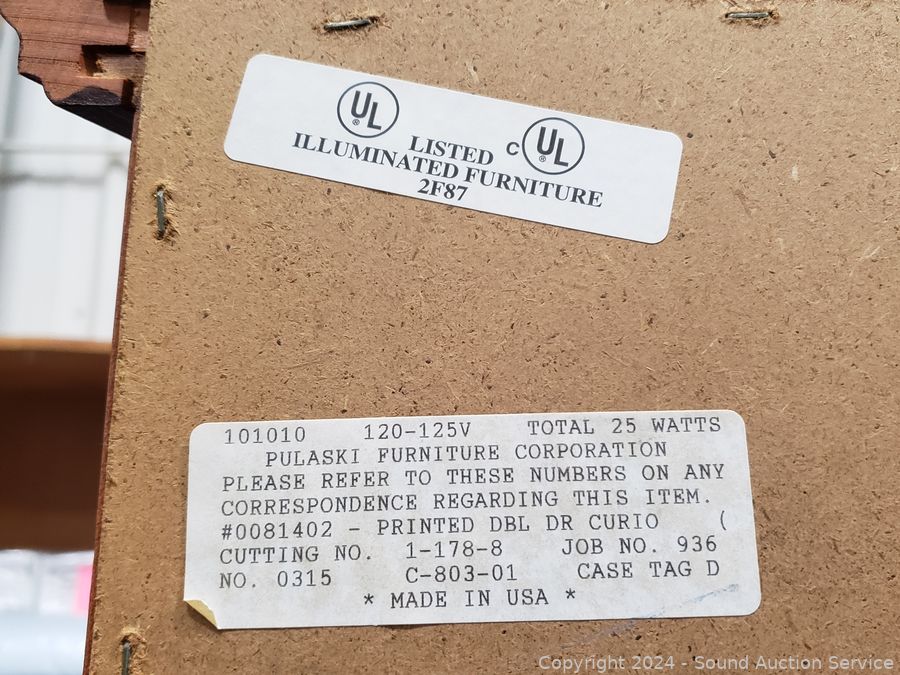 UL ® LISTED C UL ®
ILLUMINATED FURNITURE
2F87
101010 120-125V TOTAL 25 WATTS
PULASKI FURNITURE CORPORATION
PLEASE REFER TO THESE NUMBERS ON ANY
CORRESPONDENCE REGARDING THIS ITEM.
#0081402 - PRINTED DBL DR CURIO (
CUTTING NO. 1-178-8 JOB NO. 936
NO. 0315 C-803-01 CASE TAG D
* MADE IN USA *
Copyright © 2024 - Sound Auction Service